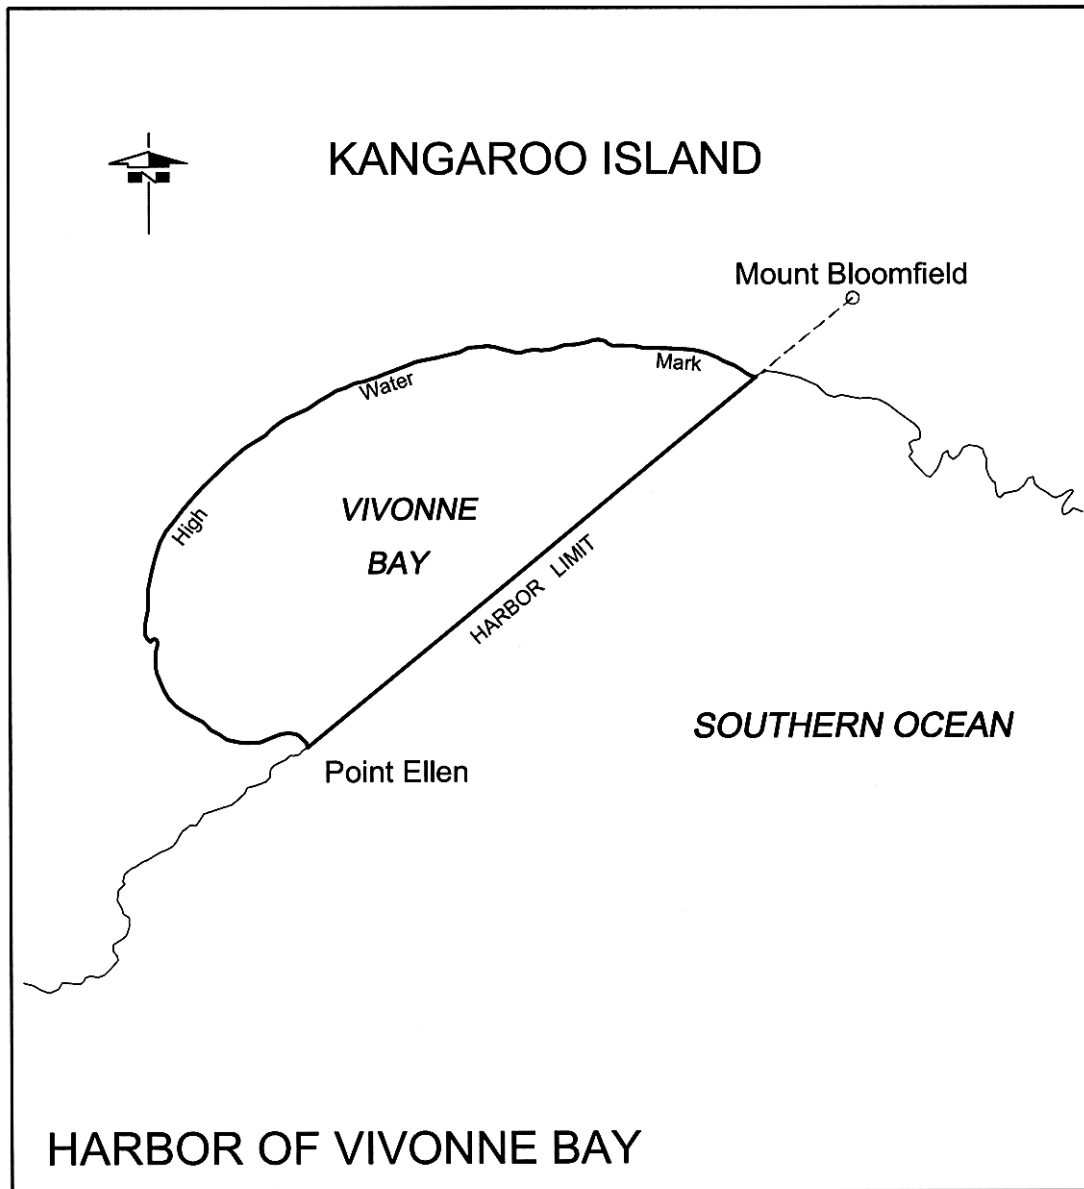 KANGAROO ISLAND
N
Mount Bloomfield
Mark
Water
High
VIVONNE
BAY
HARBOR LIMIT
SOUTHERN OCEAN
Point Ellen
HARBOR OF VIVONNE BAY